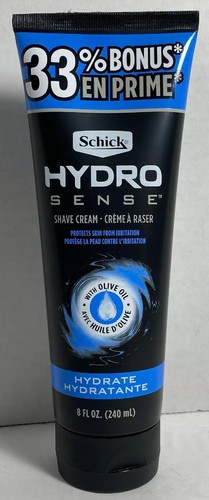 33% BONUS*
EN PRIME*
Schick®
HYDRO
SENSE™
SHAVE CREAM - CRÈME À RASER
PROTECTS SKIN FROM IRRITATION
PROTÈGE LA PEAU CONTRE L'IRRITATION
WITH OLIVE OIL
AVEC HUILE D'OLIVE
HYDRATE
HYDRATANTE
8 FL OZ. (240 mL)